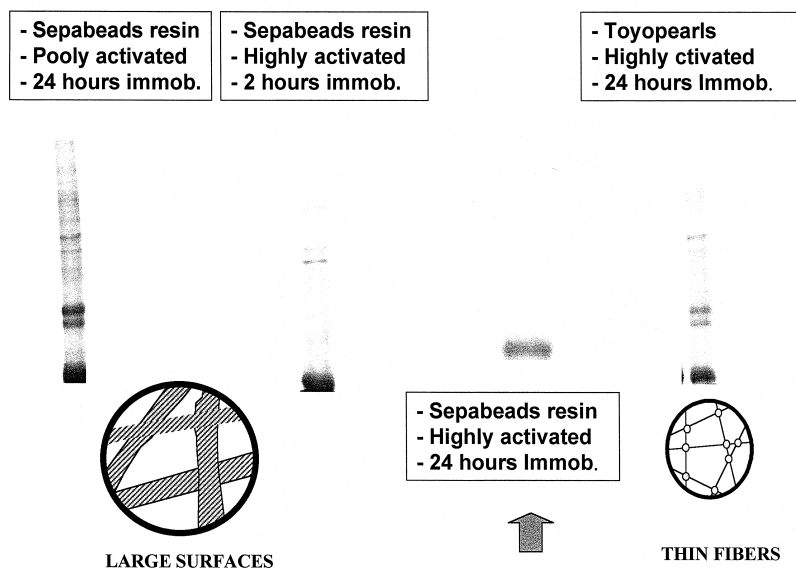 - Sepabeads resin
- Pooly activated
- 24 hours immob.
- Sepabeads resin
- Highly activated
- 2 hours immob.
- Toyopearls
- Highly ctivated
- 24 hours Immob.
- Sepabeads resin
- Highly activated
- 24 hours Immob.
LARGE SURFACES
THIN FIBERS